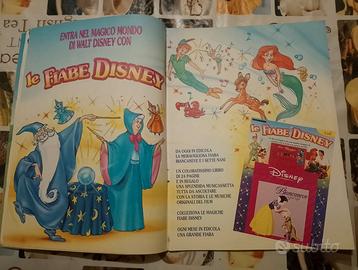 ENTRA NEL MAGICO MONDO
DI WALT DISNEY CON
le FIABE DISNEY
DA OGGI IN EDICOLA
LA MERAVIGLIOSA FIABA
BIANCANEVE E I SETTE NANI
UN COLORATISSIMO LIBRO
DI 24 PAGINE
E IN REGALO
UNA SPLENDIDA MUSICASSETTA
TUTTA DA ASCOLTARE
CON LA STORIA E LE MUSICHE
ORIGINALI DEL FILM
COLLEZIONA LE MAGICHE
FIABE DISNEY
OGNI MESE IN EDICOLA
UNA GRANDE FIABA
le FIABE DISNEY
Disney
Biancaneve
subito